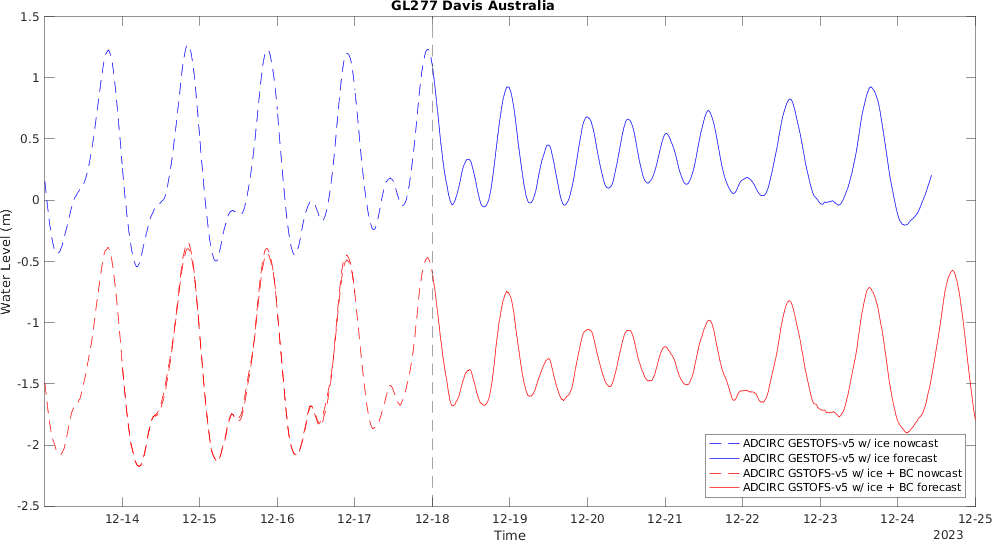 GL277 Davis Australia
1.5
1
0.5
0
-0.5
-1
-1.5
-2
-2.5
Water Level (m)
ADCIRC GESTOFS-v5 w/ ice nowcast
ADCIRC GESTOFS-v5 w/ ice forecast
ADCIRC GSTOFS-v5 w/ ice + BC nowcast
ADCIRC GSTOFS-v5 w/ ice + BC forecast
12-14 12-15 12-16 12-17 12-18 12-19 12-20 12-21 12-22 12-23 12-24 12-25
Time
2023